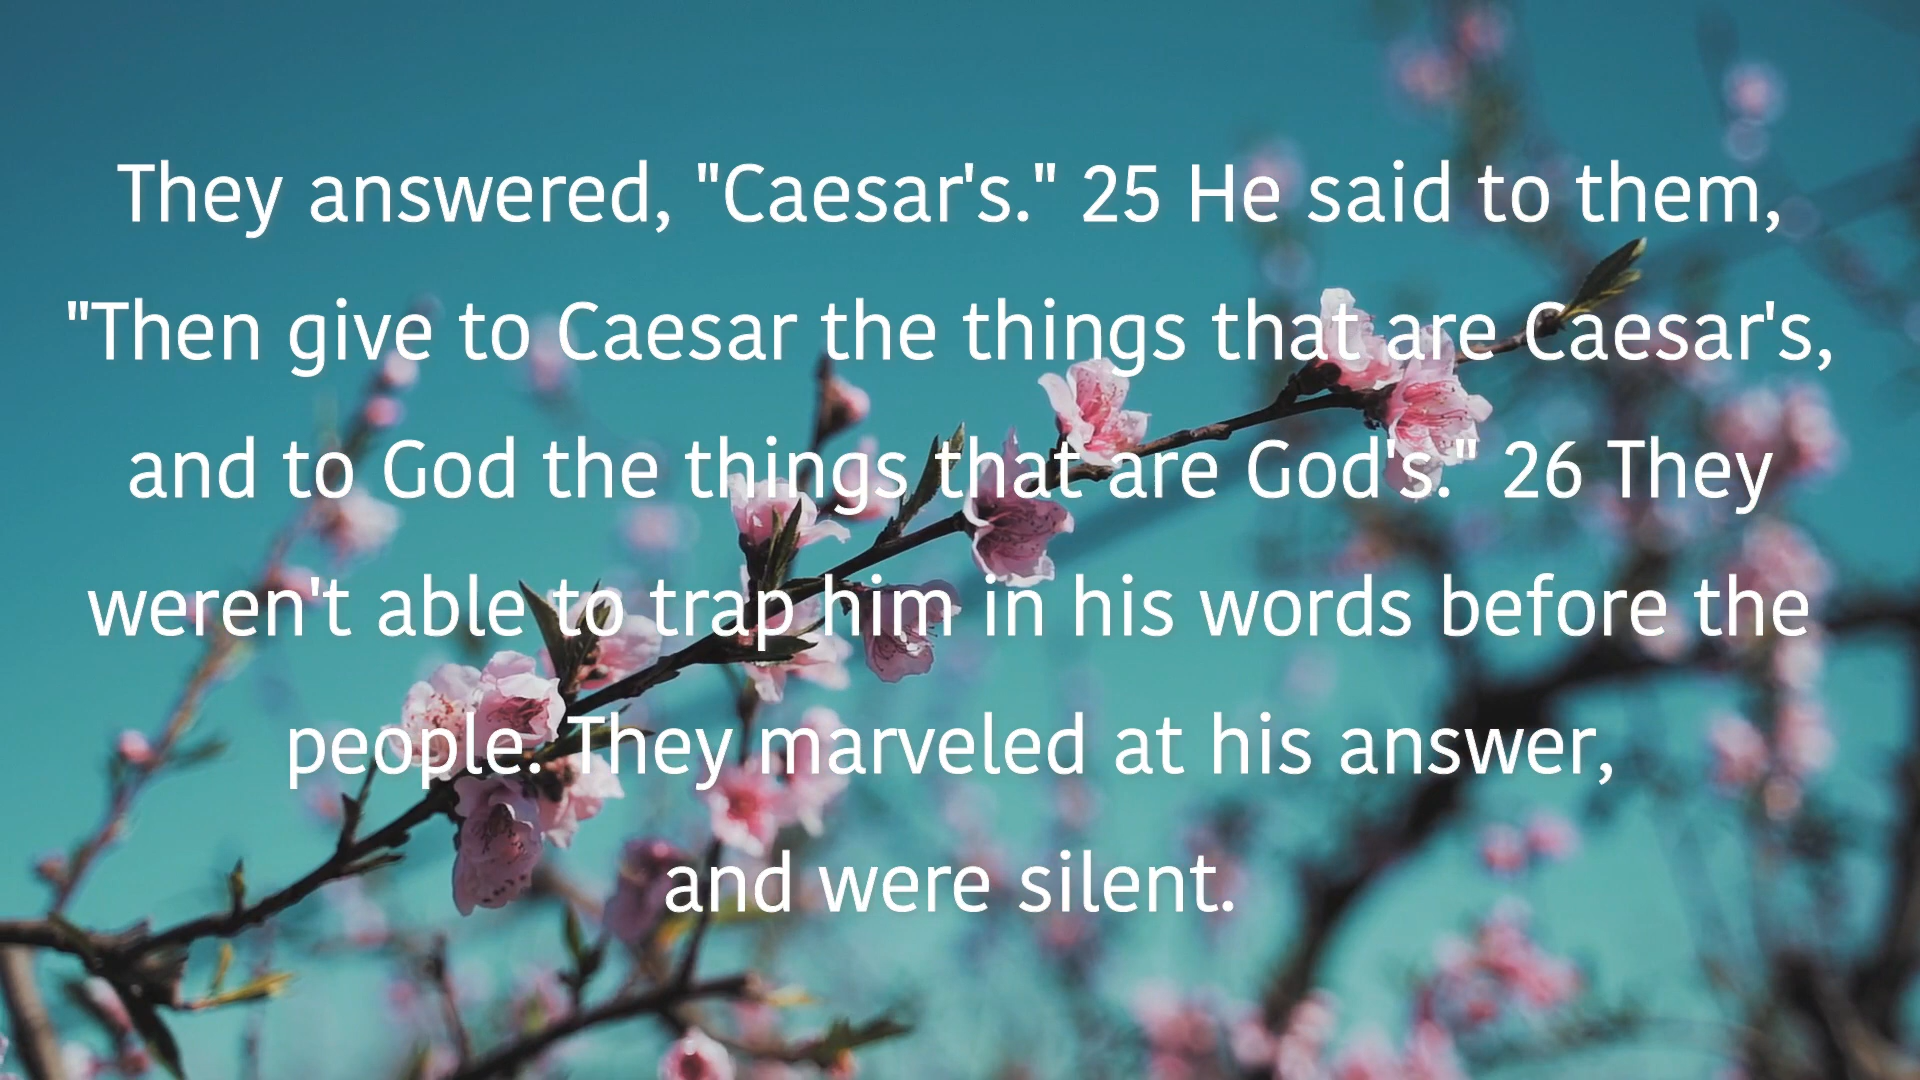 They answered, "Caesar's." 25 He said to them,
"Then give to Caesar the things that are Caesar's,
and to God the things that are God's." 26 They
weren't able to trap him in his words before the
people. They marveled at his answer,
and were silent.